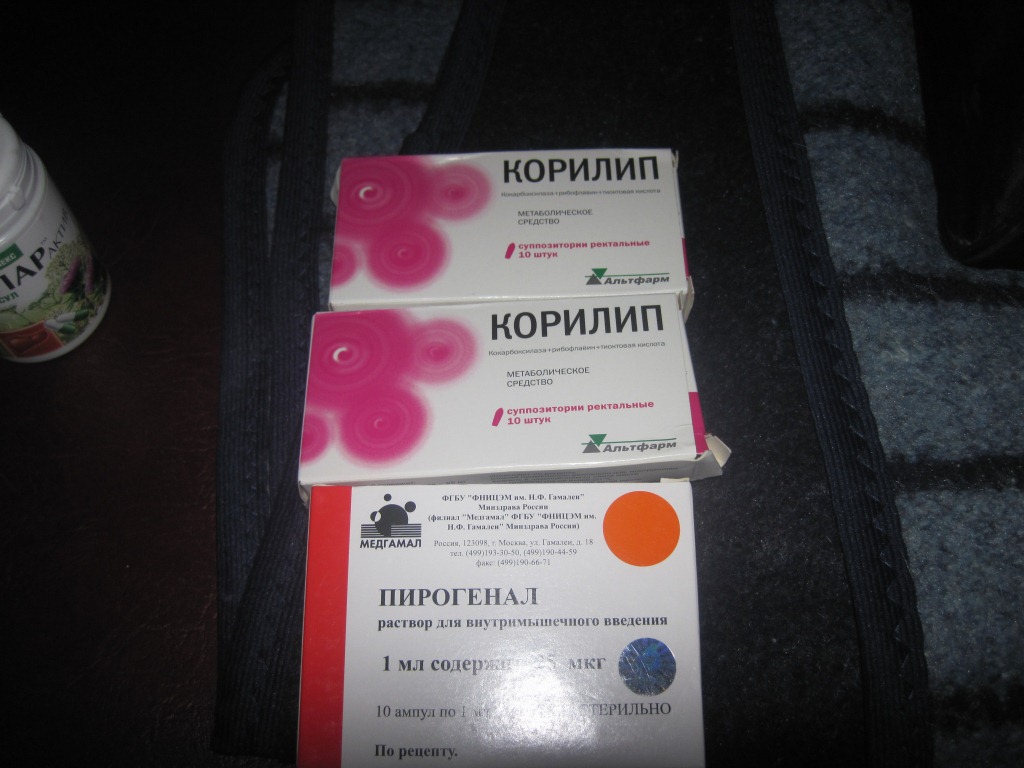 КОРИЛИП
Кокарбоксилаза+рибофлавин+тиоктовая кислота
МЕТАБОЛИЧЕСКОЕ
СРЕДСТВО
суппозитории ректальные
10 штук
Альтфарм
КОРИЛИП
Кокарбоксилаза+рибофлавин+тиоктовая кислота
МЕТАБОЛИЧЕСКОЕ
СРЕДСТВО
суппозитории ректальные
10 штук
Альтфарм
МЕДГАМАЛ
ФГБУ "ФНИЦЭМ им. Н.Ф. Гамалеи"
Минздрава России
(филиал "Медгамал" ФГБУ "ФНИЦЭМ им.
Н.Ф. Гамалеи" Минздрава России)
Россия, 123098, г. Москва, ул. Гамалеи, д. 18
тел. (499)193-30-50, (499)190-44-59
факс: (499)190-66-71
ПИРОГЕНАЛ
раствор для внутримышечного введения
1 мл мкг
10 ампул по 1
По рецепту.